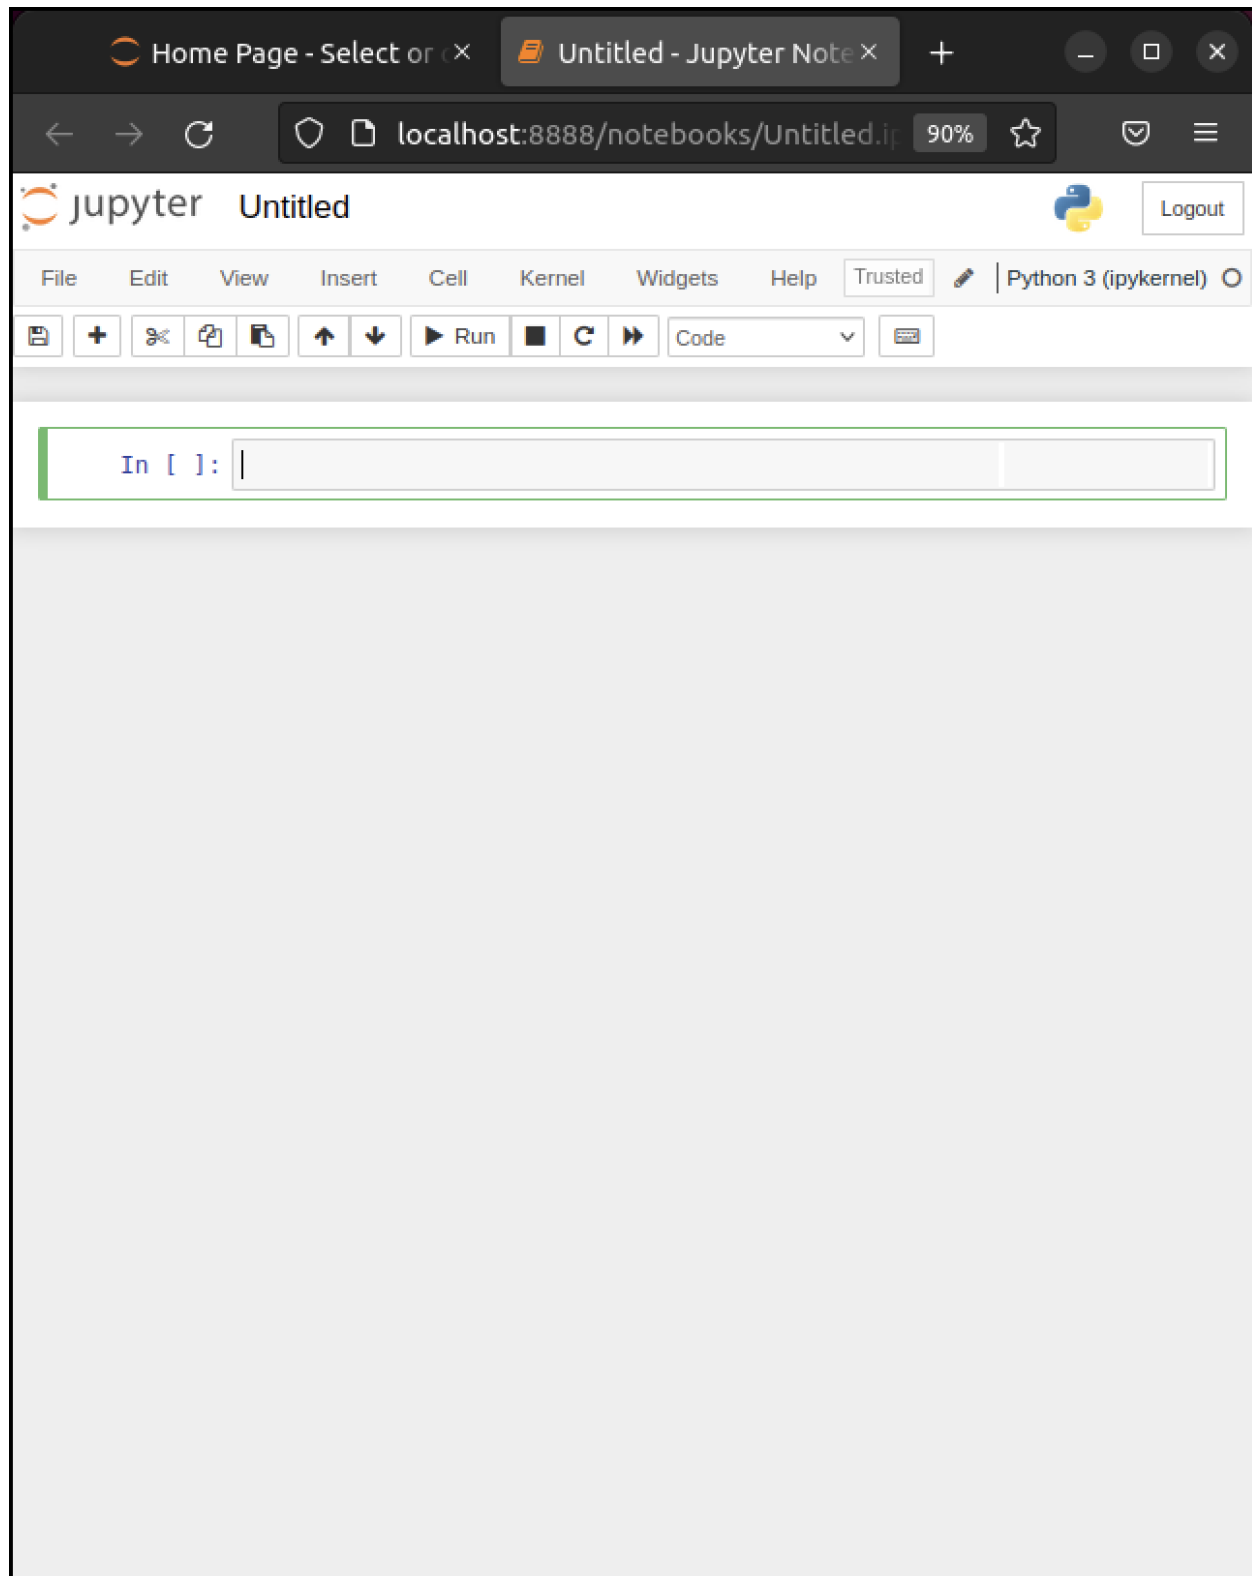 Home Page - Select or Untitled - Jupyter Note
localhost:8888/notebooks/Untitled.i 90%
jupyter Untitled Logout
File Edit View Insert Cell Kernel Widgets Help Trusted Python 3 (ipykernel)
Run Code
In [ ]: